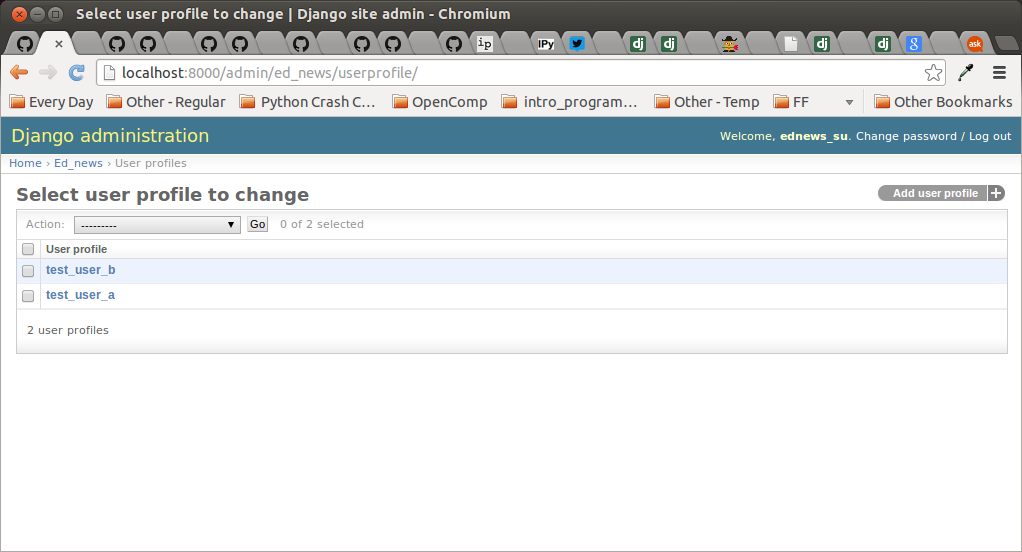 Select user profile to change | Django site admin - Chromium
ip IPy dj dj dj dj 8 ask
localhost:8000/admin/ed_news/userprofile/
Every Day Other - Regular Python Crash C... OpenComp intro_program... Other - Temp FF Other Bookmarks
Django administration Welcome, ednews_su. Change password / Log out
Home › Ed_news › User profiles
Select user profile to change Add user profile +
Action: --------- Go 0 of 2 selected
User profile
test_user_b
test_user_a
2 user profiles